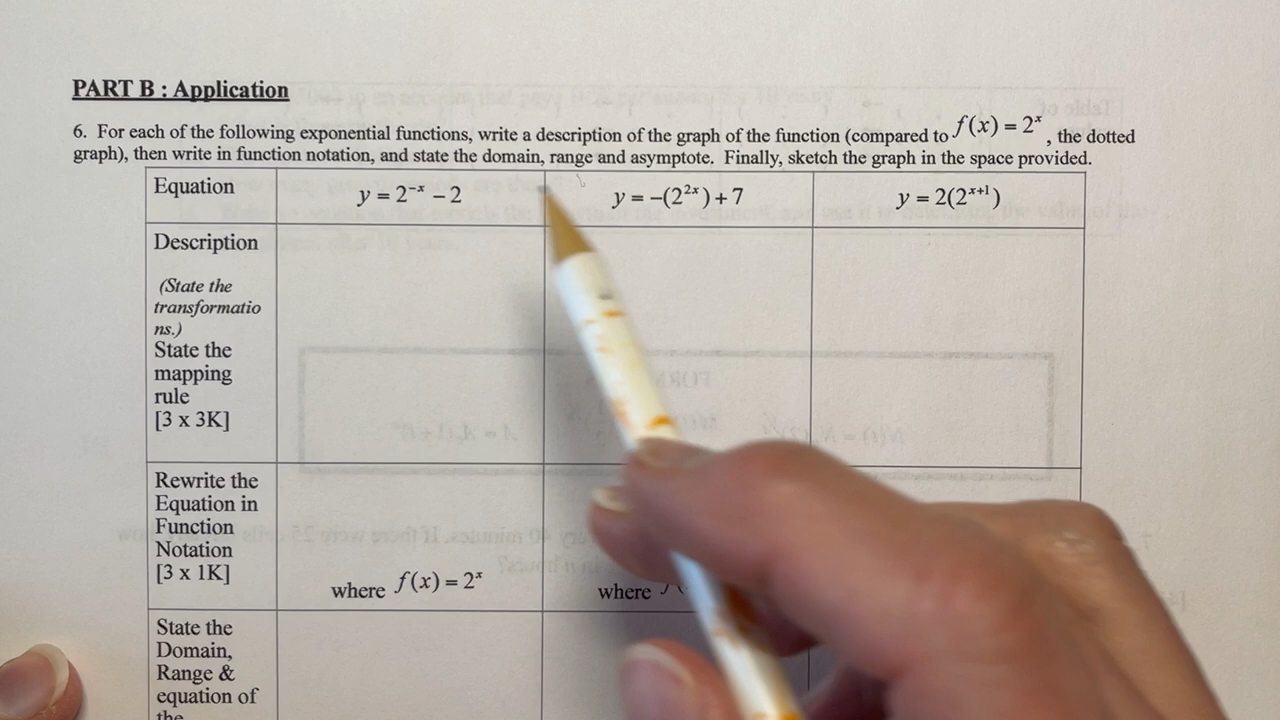 PART B : Application
6. For each of the following exponential functions, write a description of the graph of the function (compared to f(x) = 2ˣ , the dotted
graph), then write in function notation, and state the domain, range and asymptote. Finally, sketch the graph in the space provided.
Equation
y = 2⁻ˣ − 2
y = −(2²ˣ) + 7
y = 2(2ˣ⁺¹)
Description
(State the
transformatio
ns.)
State the
mapping
rule
[3 x 3K]
Rewrite the
Equation in
Function
Notation
[3 x 1K]
where f(x) = 2ˣ
where
State the
Domain,
Range &
equation of
the